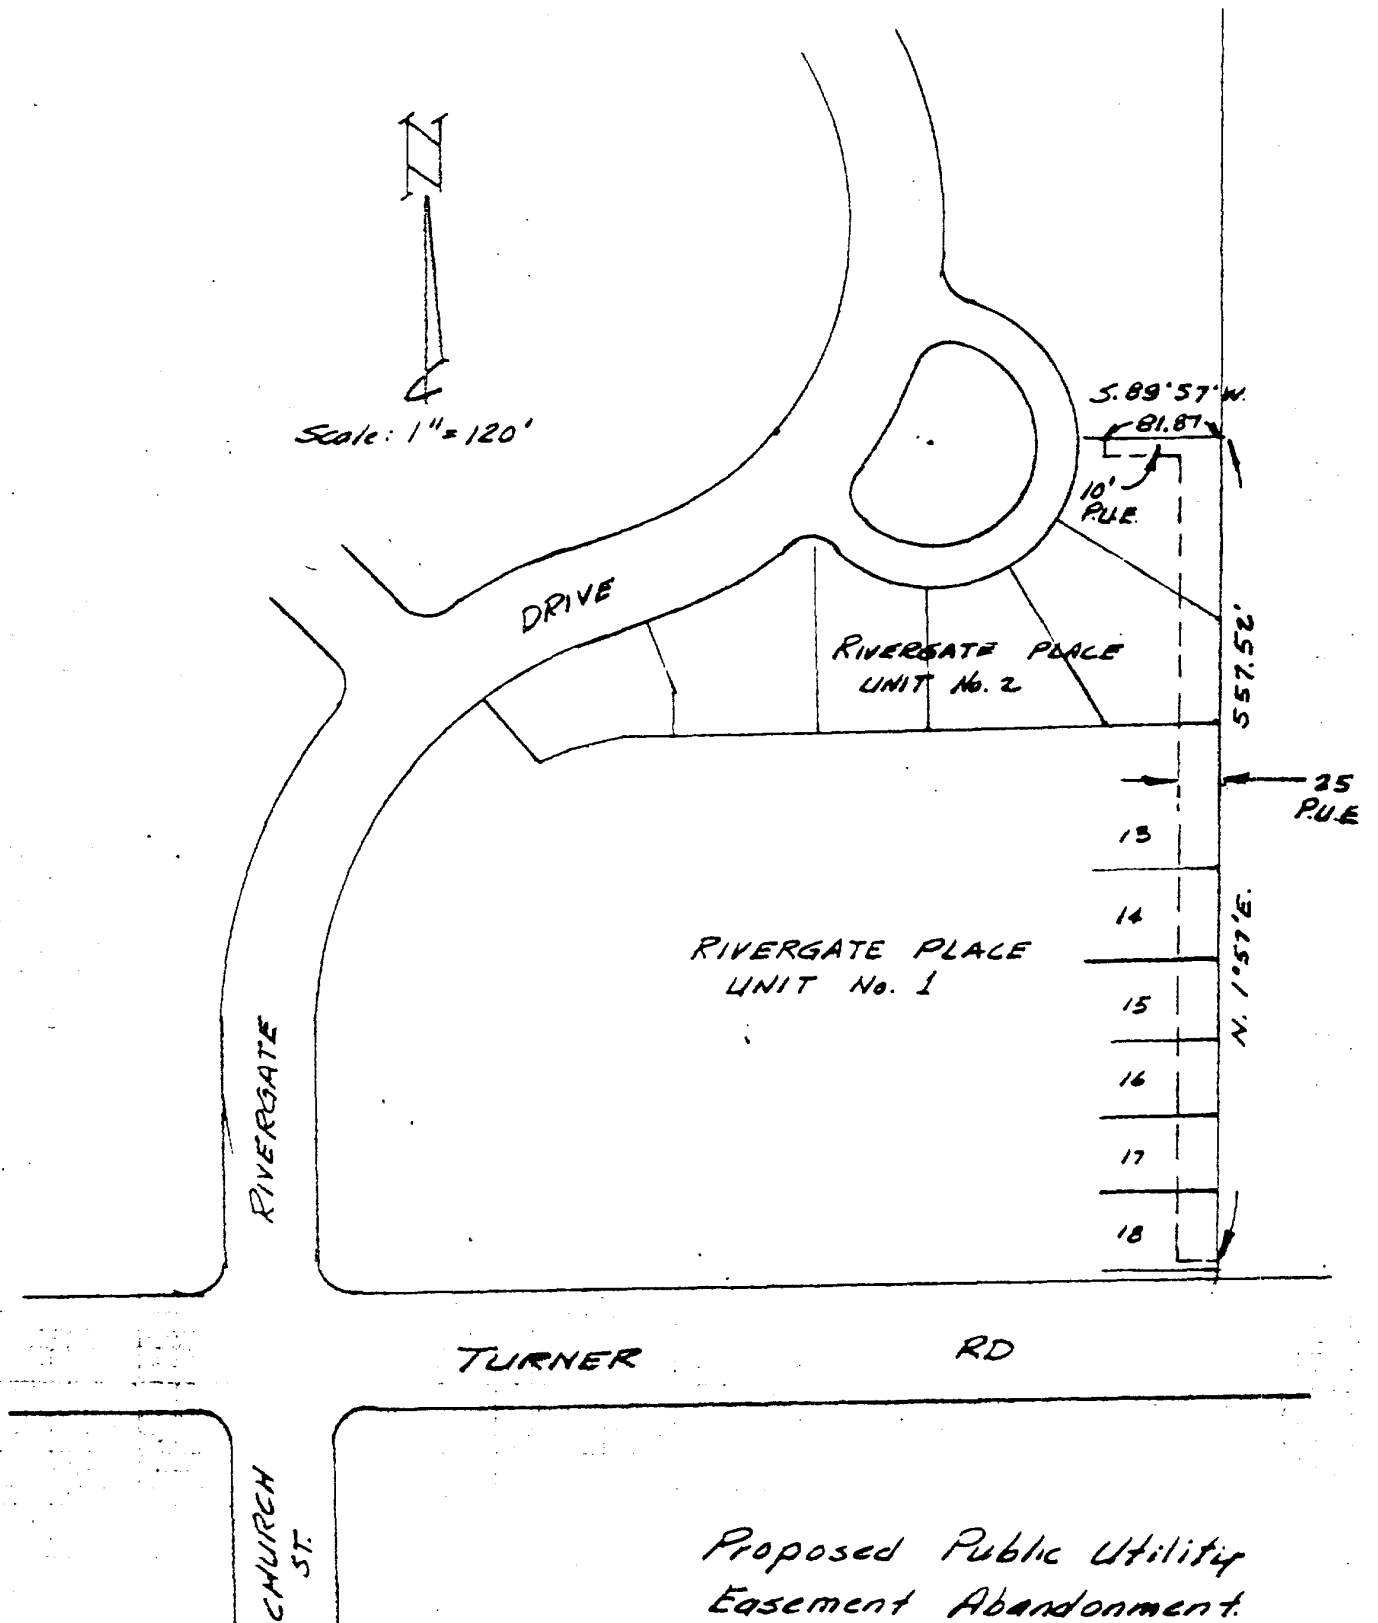 N
Scale: 1"=120'
S.89°57'W.
81.87
10'
P.U.E.
DRIVE
RIVERGATE PLACE
UNIT No. 2
557.52'
25
P.U.E
13
14
N. 1°57'E.
RIVERGATE PLACE
UNIT No. 1
15
16
17
18
RIVERGATE
TURNER RD
CHURCH
ST.
Proposed Public Utility
Easement Abandonment.